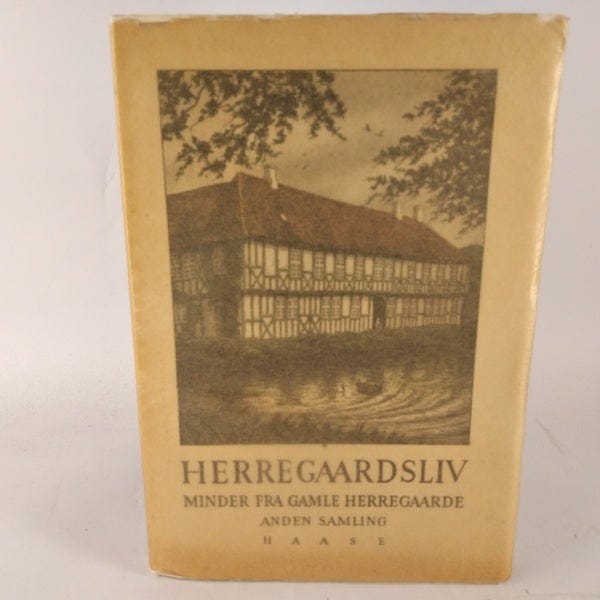 HERREGAARDSLIV
MINDER FRA GAMLE HERREGAARDE
ANDEN SAMLING
HAASE